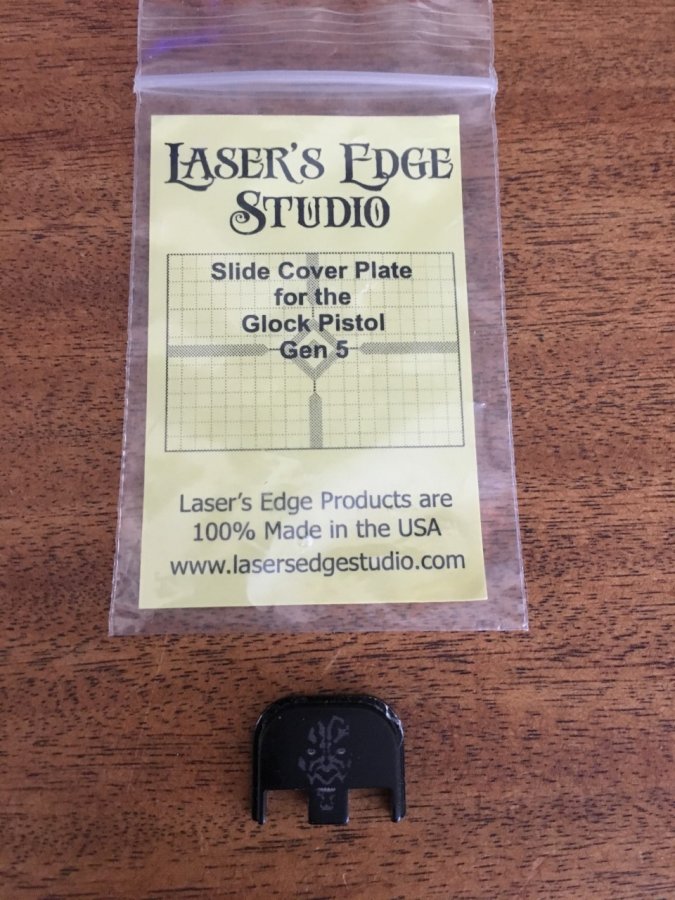 LASER'S EDGE
STUDIO
Slide Cover Plate
for the
Glock Pistol
Gen 5
Laser's Edge Products are
100% Made in the USA
www.lasersedgestudio.com